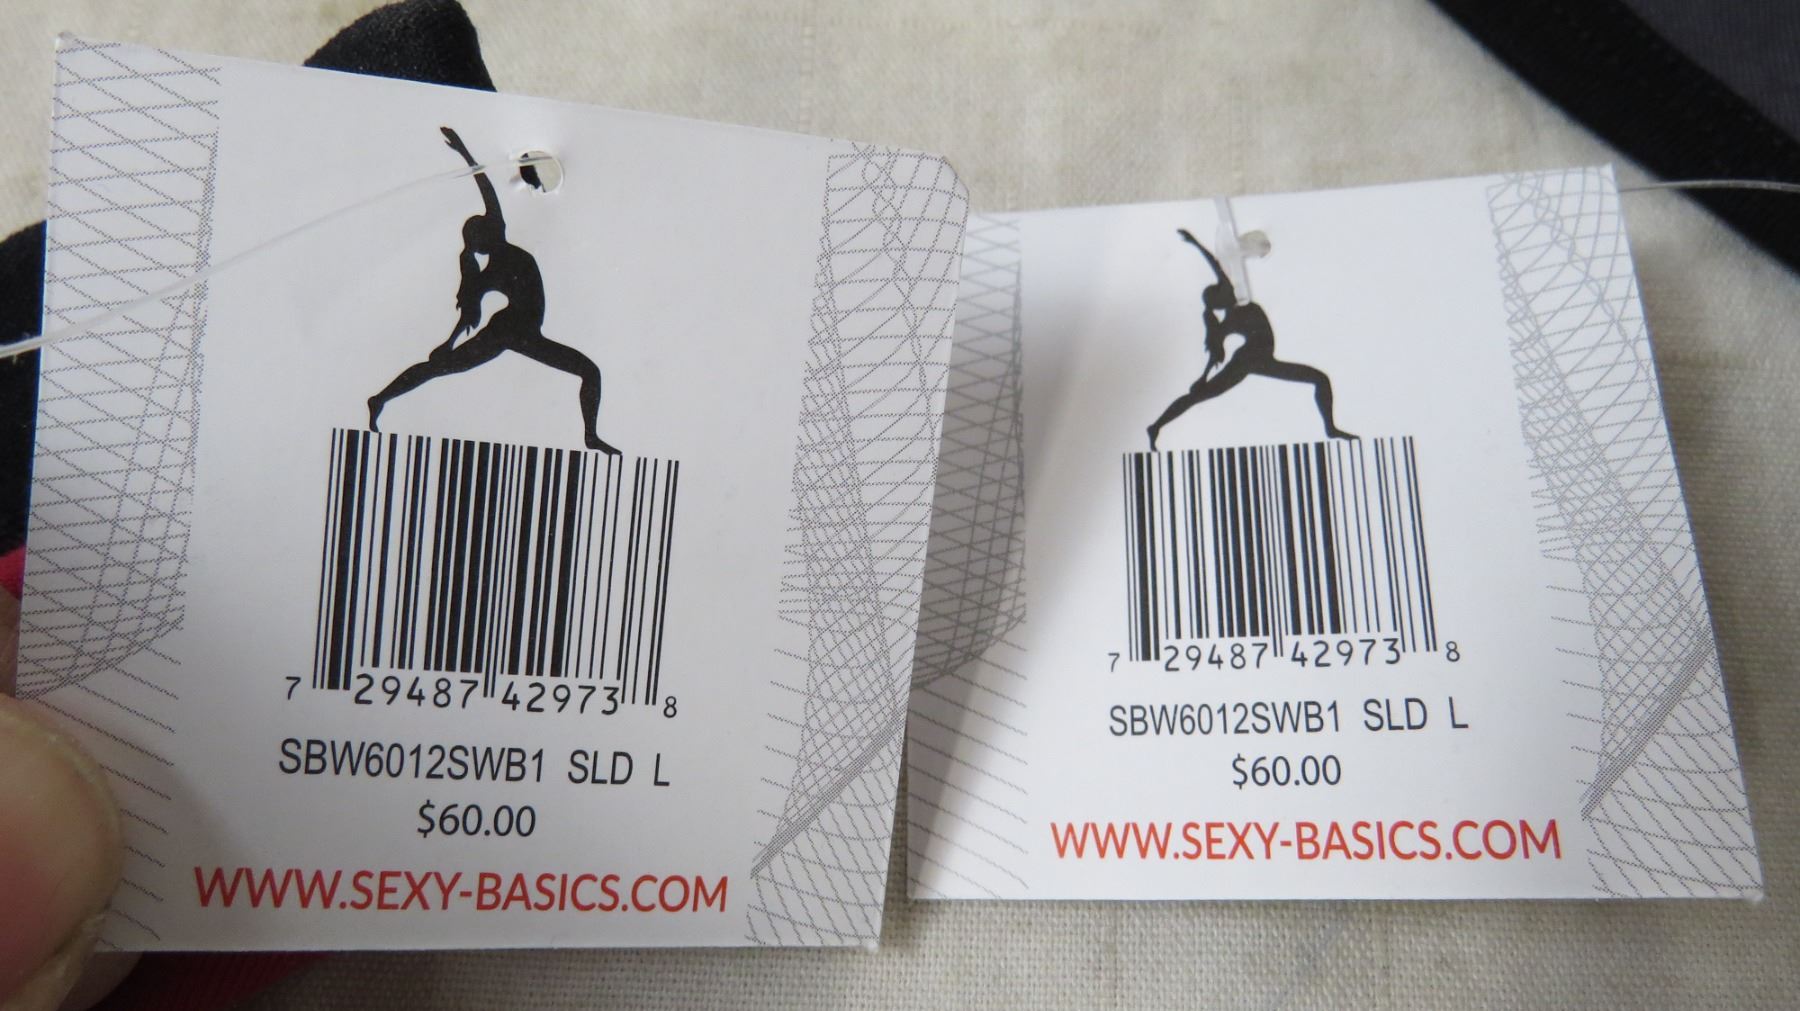 7 29487 42973 8
SBW6012SWB1 SLD L
$60.00
WWW.SEXY-BASICS.COM
7 29487 42973 8
SBW6012SWB1 SLD L
$60.00
WWW.SEXY-BASICS.COM